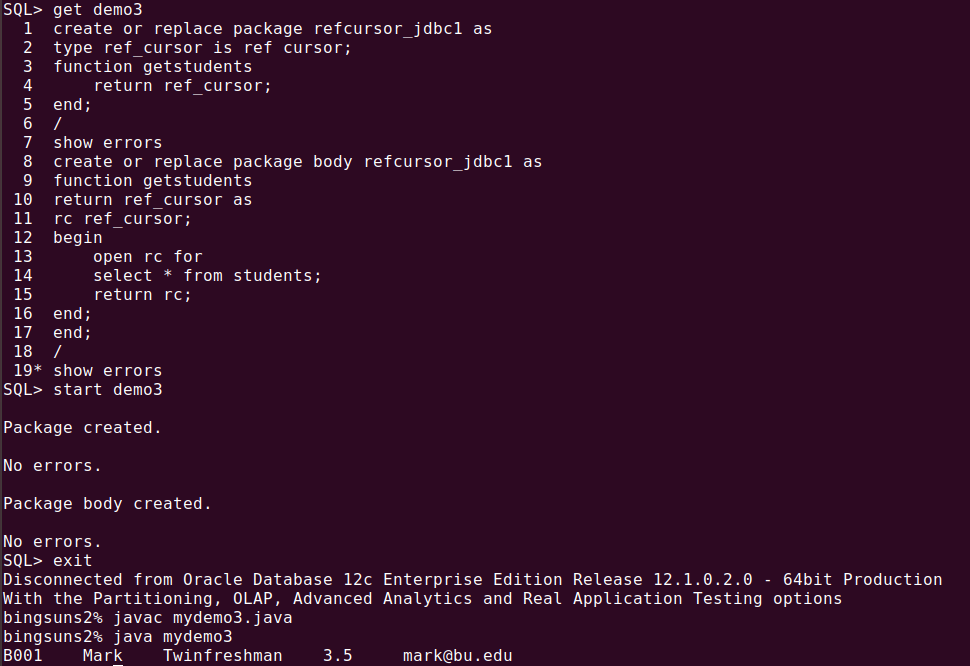 SQL> get demo3
  1  create or replace package refcursor_jdbc1 as
  2  type ref_cursor is ref cursor;
  3  function getstudents
  4      return ref_cursor;
  5  end;
  6  /
  7  show errors
  8  create or replace package body refcursor_jdbc1 as
  9  function getstudents
 10  return ref_cursor as
 11  rc ref_cursor;
 12  begin
 13      open rc for
 14      select * from students;
 15      return rc;
 16  end;
 17  end;
 18  /
 19* show errors
SQL> start demo3
Package created.
No errors.
Package body created.
No errors.
SQL> exit
Disconnected from Oracle Database 12c Enterprise Edition Release 12.1.0.2.0 - 64bit Production
With the Partitioning, OLAP, Advanced Analytics and Real Application Testing options
bingsuns2% javac mydemo3.java
bingsuns2% java mydemo3
B001    Mark    Twinfreshman    3.5     mark@bu.edu